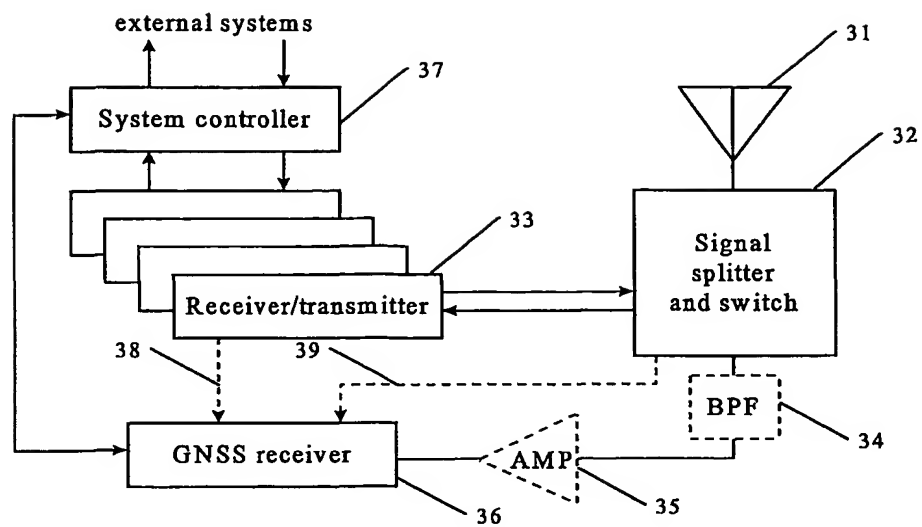 external systems
31
37
System controller
32
33
Signal
splitter
and switch
Receiver/transmitter
38
39
BPF
34
GNSS receiver
AMP
35
36